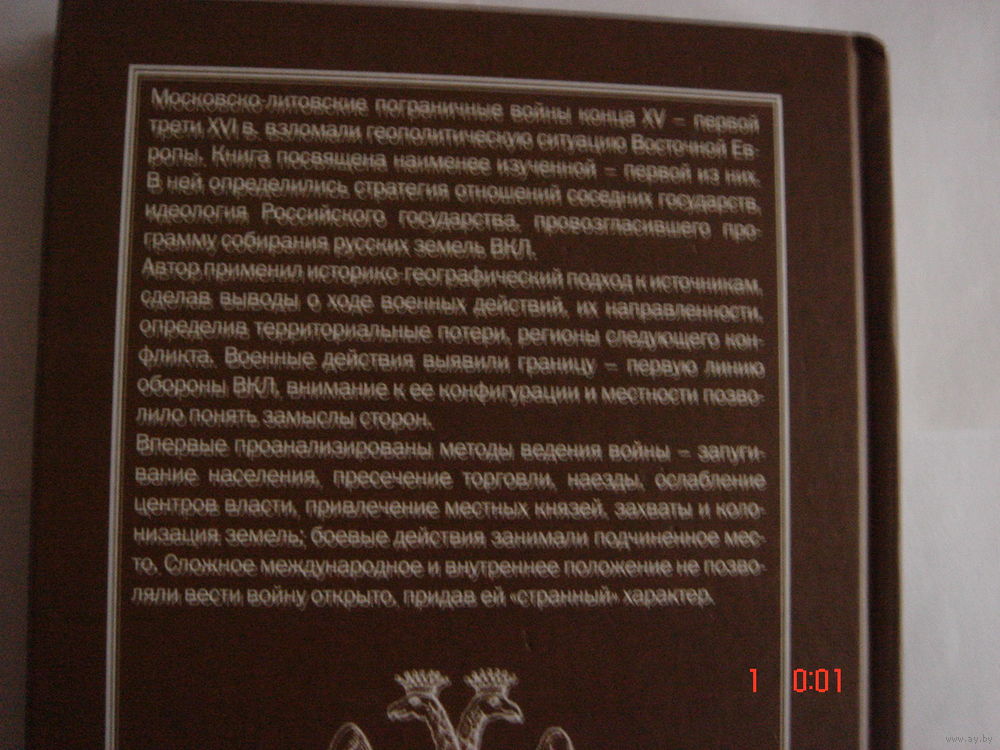 Московско-литовские пограничные войны конца XV – первой
трети XVI в. взломали геополитическую ситуацию Восточной Ев-
ропы. Книга посвящена наименее изученной – первой из них.
В ней определились стратегия отношений соседних государств,
идеология Российского государства, провозгласившего про-
грамму собирания русских земель ВКЛ.
Автор применил историко-географический подход к источникам,
сделав выводы о ходе военных действий, их направленности,
определив территориальные потери, регионы следующего кон-
фликта. Военные действия выявили границу – первую линию
обороны ВКЛ, внимание к ее конфигурации и местности позво-
лило понять замыслы сторон.
Впервые проанализированы методы ведения войны – запуги-
вание населения, пресечение торговли, наезды, ослабление
центров власти, привлечение местных князей, захваты и коло-
низация земель; боевые действия занимали подчиненное мес-
то. Сложное международное и внутреннее положение не позво-
ляли вести войну открыто, придав ей «странный» характер.
1 0:01
www.ay.by